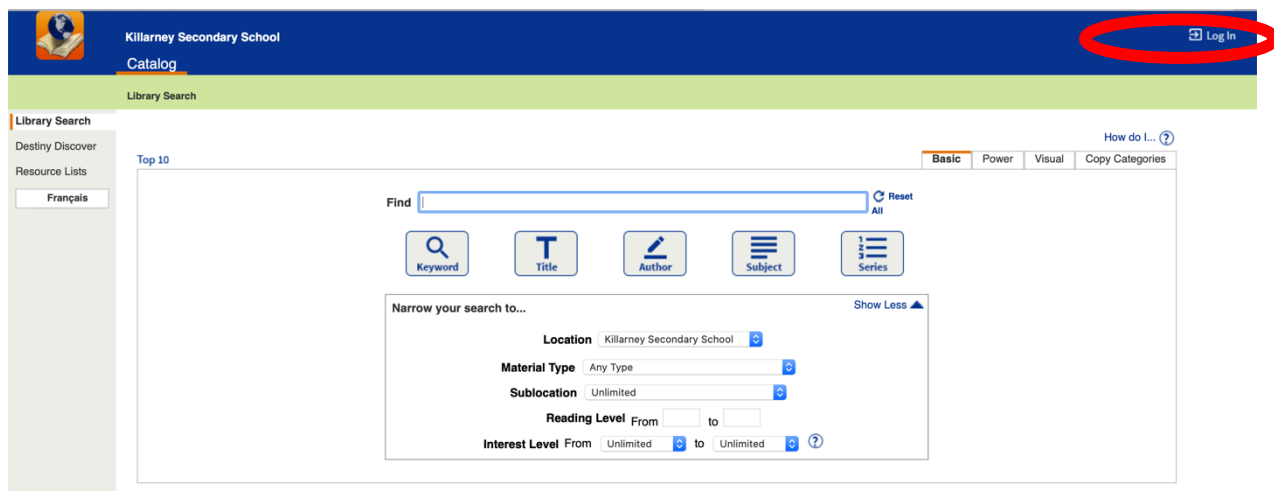 Killarney Secondary School
Log In
Catalog
Library Search
Library Search
Destiny Discover
Resource Lists
Français
How do I... ?
Top 10
Basic Power Visual Copy Categories
Find
Reset All
Keyword Title Author Subject Series
Narrow your search to...
Show Less
Location Killarney Secondary School
Material Type Any Type
Sublocation Unlimited
Reading Level From to
Interest Level From Unlimited to Unlimited ?